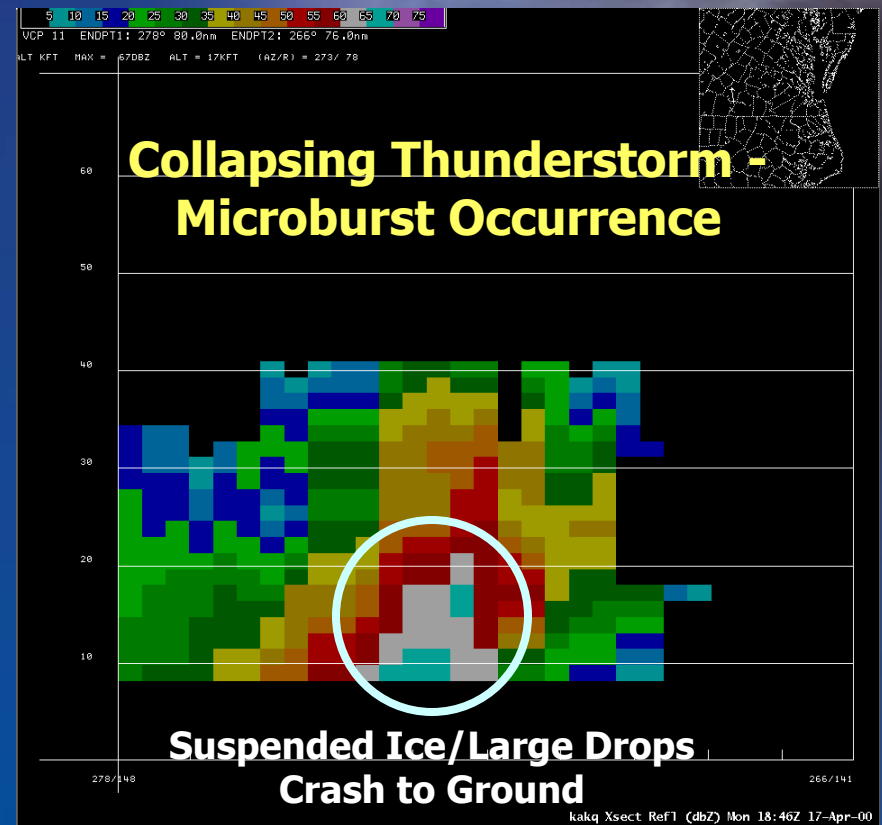 5 10 15 20 25 30 35 40 45 50 55 60 65 70 75
VCP 11 ENDPT1: 278° 80.0nm ENDPT2: 266° 76.0nm
ALT KFT MAX = 67DBZ ALT = 17KFT (AZ/R) = 273/ 78
Collapsing Thunderstorm -
60
Microburst Occurrence
50
40
30
20
10
Suspended Ice/Large Drops
278/148 266/141
Crash to Ground
kakq Xsect Refl (dbZ) Mon 18:46Z 17-Apr-00